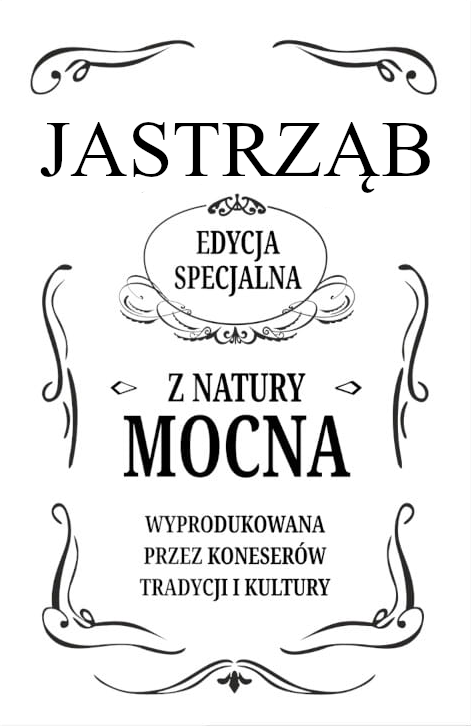 JASTRZĄB
EDYCJA
SPECJALNA
Z NATURY
MOCNA
WYPRODUKOWANA
PRZEZ KONESERÓW
TRADYCJI I KULTURY